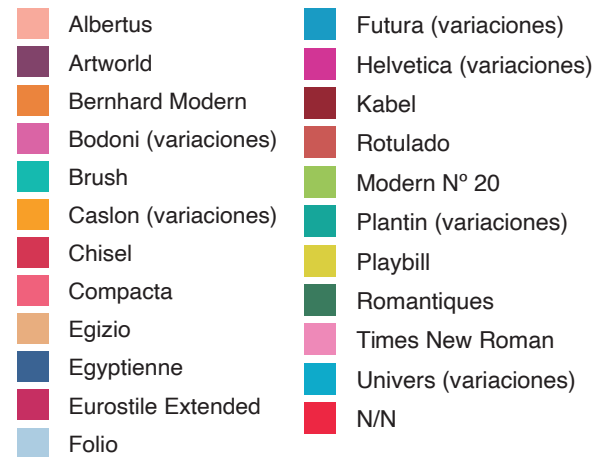 Albertus
Artworld
Bernhard Modern
Bodoni (variaciones)
Brush
Caslon (variaciones)
Chisel
Compacta
Egizio
Egyptienne
Eurostile Extended
Folio
Futura (variaciones)
Helvetica (variaciones)
Kabel
Rotulado
Modern Nº 20
Plantin (variaciones)
Playbill
Romantiques
Times New Roman
Univers (variaciones)
N/N